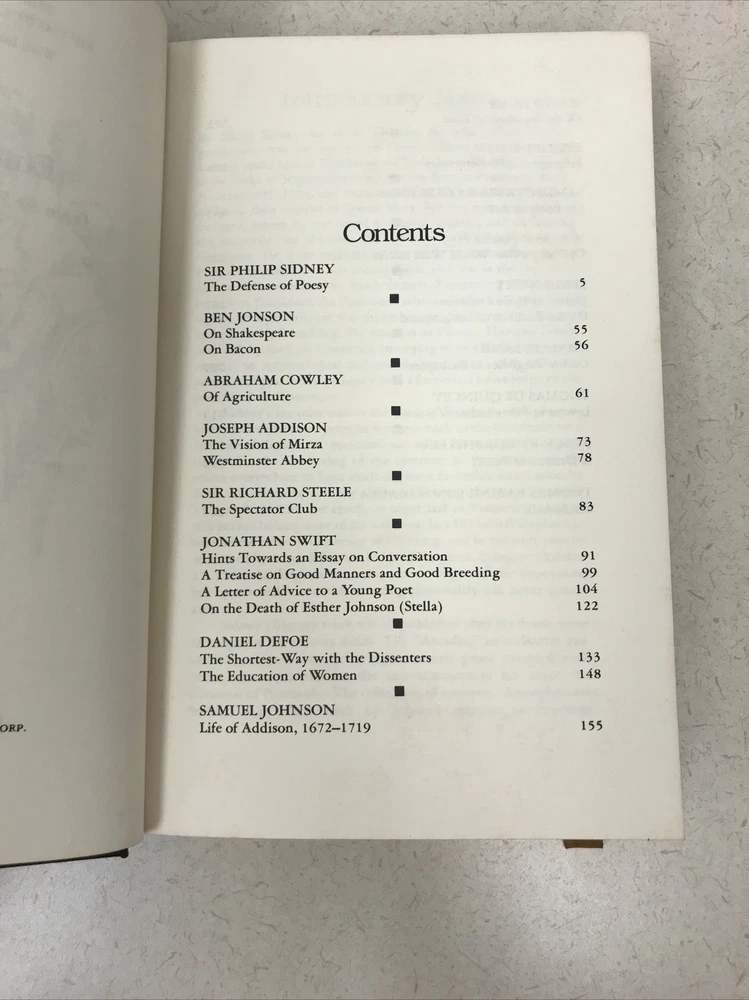 Contents
SIR PHILIP SIDNEY
The Defense of Poesy 5
BEN JONSON
On Shakespeare 55
On Bacon 56
ABRAHAM COWLEY
Of Agriculture 61
JOSEPH ADDISON
The Vision of Mirza 73
Westminster Abbey 78
SIR RICHARD STEELE
The Spectator Club 83
JONATHAN SWIFT
Hints Towards an Essay on Conversation 91
A Treatise on Good Manners and Good Breeding 99
A Letter of Advice to a Young Poet 104
On the Death of Esther Johnson (Stella) 122
DANIEL DEFOE
The Shortest-Way with the Dissenters 133
The Education of Women 148
SAMUEL JOHNSON
Life of Addison, 1672–1719 155
ORP.